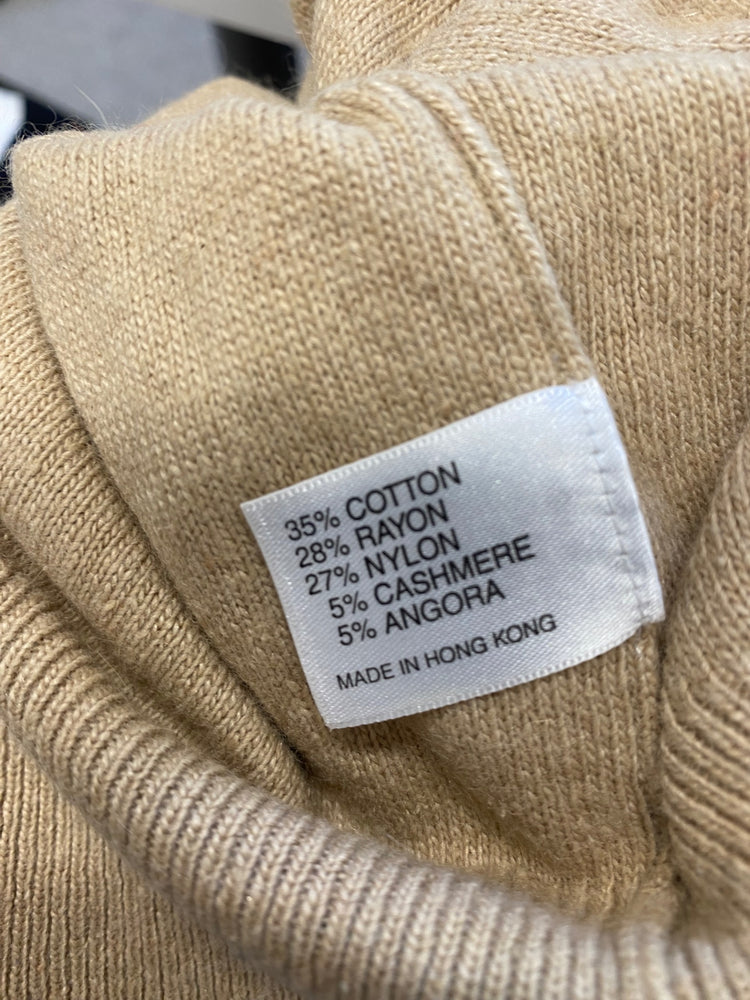 35% COTTON
28% RAYON
27% NYLON
5% CASHMERE
5% ANGORA
MADE IN HONG KONG